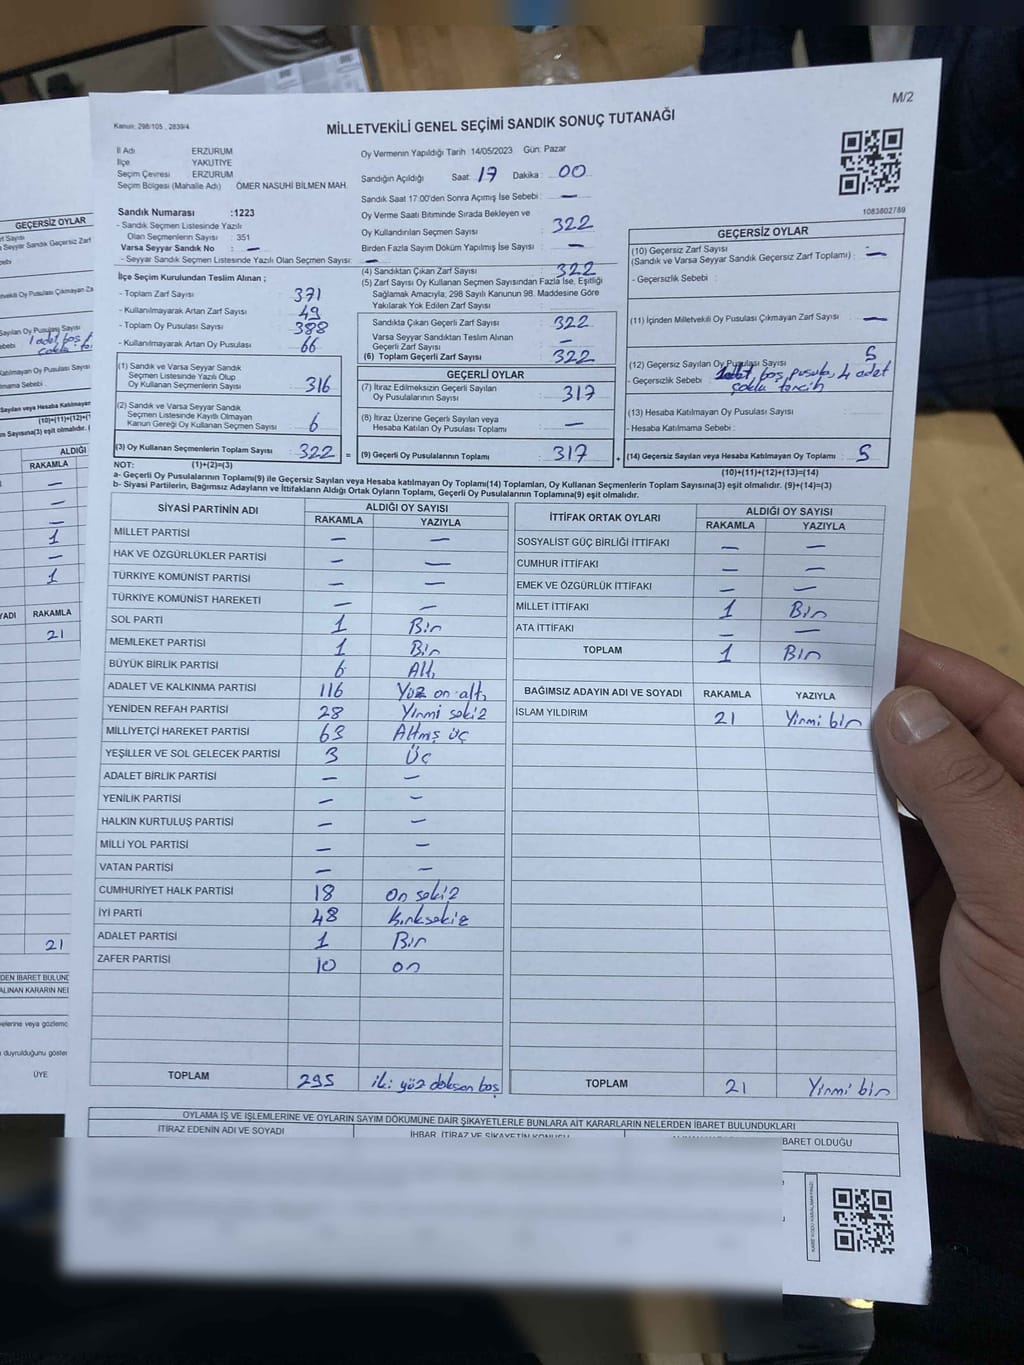 M/2
Kanun: 298/105 , 2839/4
MİLLETVEKİLİ GENEL SEÇİMİ SANDIK SONUÇ TUTANAĞI
İl Adı ERZURUM
İlçe YAKUTİYE
Seçim Çevresi ERZURUM
Seçim Bölgesi (Mahalle Adı) ÖMER NASUHİ BİLMEN MAH.
Oy Vermenin Yapıldığı Tarih 14/05/2023 Gün: Pazar
Sandığın Açıldığı Saat: 17 Dakika : 00
Sandık Saat 17:00'den Sonra Açımış İse Sebebi : —
1083802789
Sandık Numarası :1223
- Sandık Seçmen Listesinde Yazılı
Olan Seçmenlerin Sayısı : 351
Varsa Seyyar Sandık No : —
- Seyyar Sandık Seçmen Listesinde Yazılı Olan Seçmen Sayısı: —
Oy Verme Saati Bitiminde Sırada Bekleyen ve
Oy Kullandırılan Seçmen Sayısı : 322
Birden Fazla Sayım Döküm Yapılmış İse Sayısı : —
İlçe Seçim Kurulundan Teslim Alınan ;
- Toplam Zarf Sayısı : 371
- Kullanılmayarak Artan Zarf Sayısı : 49
- Toplam Oy Pusulası Sayısı : 388
- Kullanılmayarak Artan Oy Pusulası Sayısı : 66
(4) Sandıktan Çıkan Zarf Sayısı : 322
(5) Zarf Sayısı Oy Kullanan Seçmen Sayısından Fazla İse, Eşitliği
Sağlamak Amacıyla; 298 Sayılı Kanunun 98. Maddesine Göre
Yakılarak Yok Edilen Zarf Sayısı :
Sandıkta Çıkan Geçerli Zarf Sayısı : 322
Varsa Seyyar Sandıktan Teslim Alınan
Geçerli Zarf Sayısı : —
(6) Toplam Geçerli Zarf Sayısı : 322
(1) Sandık ve Varsa Seyyar Sandık
Seçmen Listesinde Yazılı Olup
Oy Kullanan Seçmenlerin Sayısı : 316
(2) Sandık ve Varsa Seyyar Sandık
Seçmen Listesinde Kayıtlı Olmayan
Kanun Gereği Oy Kullanan Seçmen Sayısı : 6
(3) Oy Kullanan Seçmenlerin Toplam Sayısı : 322 =
GEÇERLİ OYLAR
(7) İtiraz Edilmeksizin Geçerli Sayılan
Oy Pusulasının Sayısı : 317
(8) İtiraz Üzerine Geçerli Sayılan veya
Hesaba Katılan Oy Pusulası Toplamı : —
(9) Geçerli Oy Pusulalarının Toplamı : 317 +
GEÇERSİZ OYLAR
(10) Geçersiz Zarf Sayısı
(Sandık ve Varsa Seyyar Sandık Geçersiz Zarf Toplamı) : —
- Geçersizlik Sebebi :
(11) İçinden Milletvekili Oy Pusulası Çıkmayan Zarf Sayısı : —
(12) Geçersiz Sayılan Oy Pusulası Sayısı : 5
- Geçersizlik Sebebi : 1 adet boş pusula, 4 adet
çoklu tercih
(13) Hesaba Katılmayan Oy Pusulası Sayısı :
- Hesaba Katılmama Sebebi :
(14) Geçersiz Sayılan veya Hesaba Katılmayan Oy Toplamı : 5
NOT: (1)+(2)=(3)
(10)+(11)+(12)+(13)=(14)
a- Geçerli Oy Pusulalarının Toplamı(9) ile Geçersiz Sayılan veya Hesaba katılmayan Oy Toplamı(14) Toplamları, Oy Kullanan Seçmenlerin Toplam Sayısına(3) eşit olmalıdır. (9)+(14)=(3)
b- Siyasi Partilerin, Bağımsız Adayların ve İttifakların Aldığı Ortak Oyların Toplamı, Geçerli Oy Pusulalarının Toplamına(9) eşit olmalıdır.
SİYASİ PARTİNİN ADI ALDIĞI OY SAYISI
RAKAMLA YAZIYLA
MİLLET PARTİSİ — —
HAK VE ÖZGÜRLÜKLER PARTİSİ — —
TÜRKİYE KOMÜNİST PARTİSİ — —
TÜRKİYE KOMÜNİST HAREKETİ — —
SOL PARTİ 1 Bir
MEMLEKET PARTİSİ 1 Bir
BÜYÜK BİRLİK PARTİSİ 6 Altı
ADALET VE KALKINMA PARTİSİ 116 Yüz on altı
YENİDEN REFAH PARTİSİ 28 Yirmi sekiz
MİLLİYETÇİ HAREKET PARTİSİ 63 Altmış üç
YEŞİLLER VE SOL GELECEK PARTİSİ 3 Üç
ADALET BİRLİK PARTİSİ — —
YENİLİK PARTİSİ — —
HALKIN KURTULUŞ PARTİSİ — —
MİLLİ YOL PARTİSİ — —
VATAN PARTİSİ — —
CUMHURİYET HALK PARTİSİ 18 On sekiz
İYİ PARTİ 48 Kırksekiz
ADALET PARTİSİ 1 Bir
ZAFER PARTİSİ 10 on
TOPLAM 295 iki yüz doksan beş
İTTİFAK ORTAK OYLARI ALDIĞI OY SAYISI
RAKAMLA YAZIYLA
SOSYALİST GÜÇ BİRLİĞİ İTTİFAKI — —
CUMHUR İTTİFAKI — —
EMEK VE ÖZGÜRLÜK İTTİFAKI — —
MİLLET İTTİFAKI 1 Bir
ATA İTTİFAKI — —
TOPLAM 1 Bir
BAĞIMSIZ ADAYIN ADI VE SOYADI RAKAMLA YAZIYLA
İSLAM YILDIRIM 21 Yirmi bir
TOPLAM 21 Yirmi bir
OYLAMA İŞ VE İŞLEMLERİNE VE OYLARIN SAYIM DÖKÜMÜNE DAİR ŞİKAYETLERLE BUNLARA AİT KARARLARIN NELERDEN İBARET BULUNDUKLARI
İTİRAZ EDENİN ADI VE SOYADI
BARET OLDUĞU
GEÇERSİZ OYLAR
ALDIĞI
RAKAMLA
—
—
—
1
—
1
RAKAMLA
21
21
ÜYE